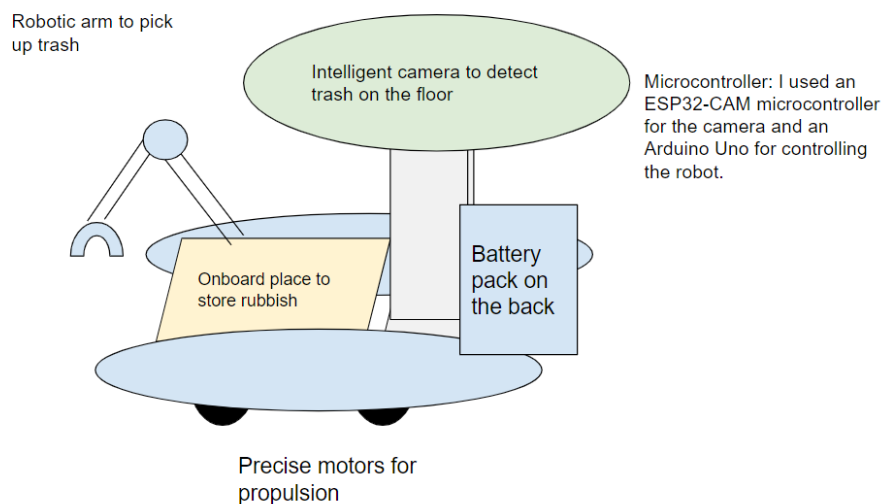 Robotic arm to pick
up trash
Intelligent camera to detect
trash on the floor
Microcontroller: I used an
ESP32-CAM microcontroller
for the camera and an
Arduino Uno for controlling
the robot.
Onboard place to
store rubbish
Battery
pack on
the back
Precise motors for
propulsion